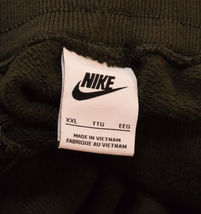 NIKE
XXL TTG EEG
MADE IN VIETNAM
FABRIQUÉ AU VIETNAM